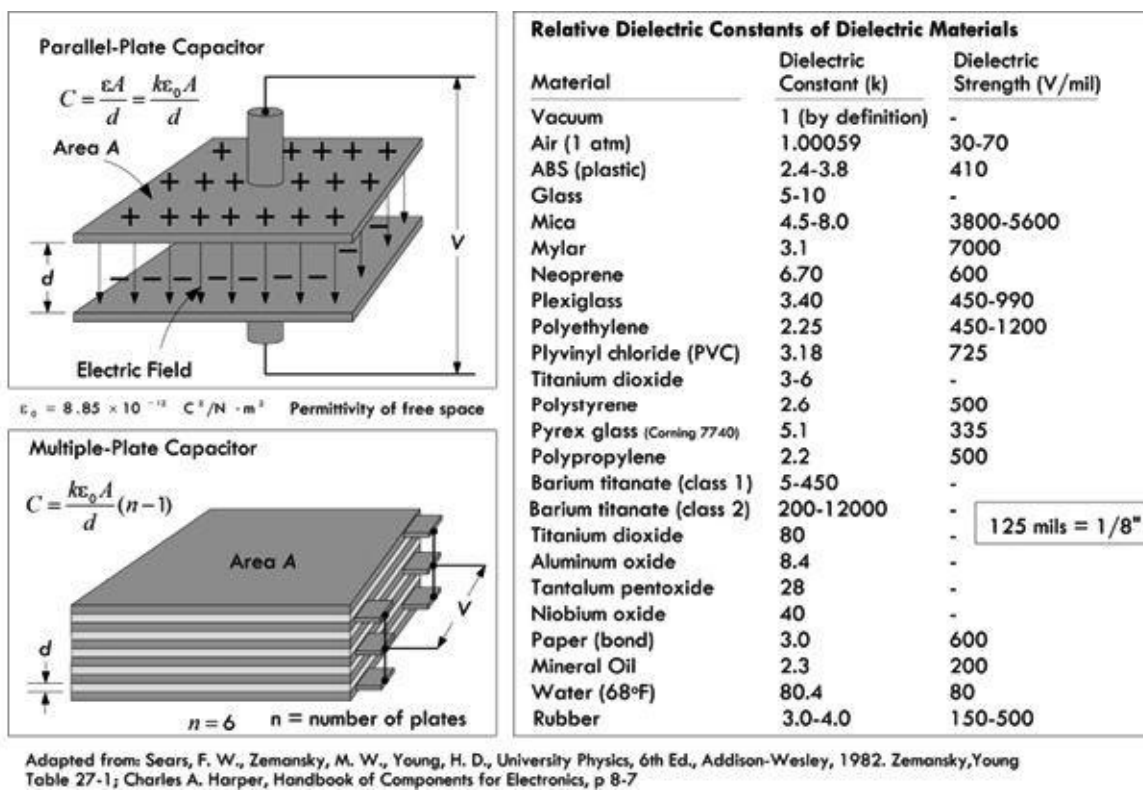 Parallel-Plate Capacitor
C = εA/d = kε₀A/d
Area A
+ + + + + +
+ + + + + +
+ + + + + + +
V
d
Electric Field
ε₀ = 8.85 × 10⁻¹² C²/N · m² Permittivity of free space
Multiple-Plate Capacitor
C = kε₀A/d (n−1)
Area A
V
d
n = 6 n = number of plates
Relative Dielectric Constants of Dielectric Materials
Material Dielectric Constant (k) Dielectric Strength (V/mil)
Vacuum 1 (by definition) -
Air (1 atm) 1.00059 30-70
ABS (plastic) 2.4-3.8 410
Glass 5-10 -
Mica 4.5-8.0 3800-5600
Mylar 3.1 7000
Neoprene 6.70 600
Plexiglass 3.40 450-990
Polyethylene 2.25 450-1200
Plyvinyl chloride (PVC) 3.18 725
Titanium dioxide 3-6 -
Polystyrene 2.6 500
Pyrex glass (Corning 7740) 5.1 335
Polypropylene 2.2 500
Barium titanate (class 1) 5-450 -
Barium titanate (class 2) 200-12000 -
Titanium dioxide 80 -
Aluminum oxide 8.4 -
Tantalum pentoxide 28 -
Niobium oxide 40 -
Paper (bond) 3.0 600
Mineral Oil 2.3 200
Water (68ºF) 80.4 80
Rubber 3.0-4.0 150-500
125 mils = 1/8"
Adapted from: Sears, F. W., Zemansky, M. W., Young, H. D., University Physics, 6th Ed., Addison-Wesley, 1982. Zemansky,Young
Table 27-1; Charles A. Harper, Handbook of Components for Electronics, p 8-7